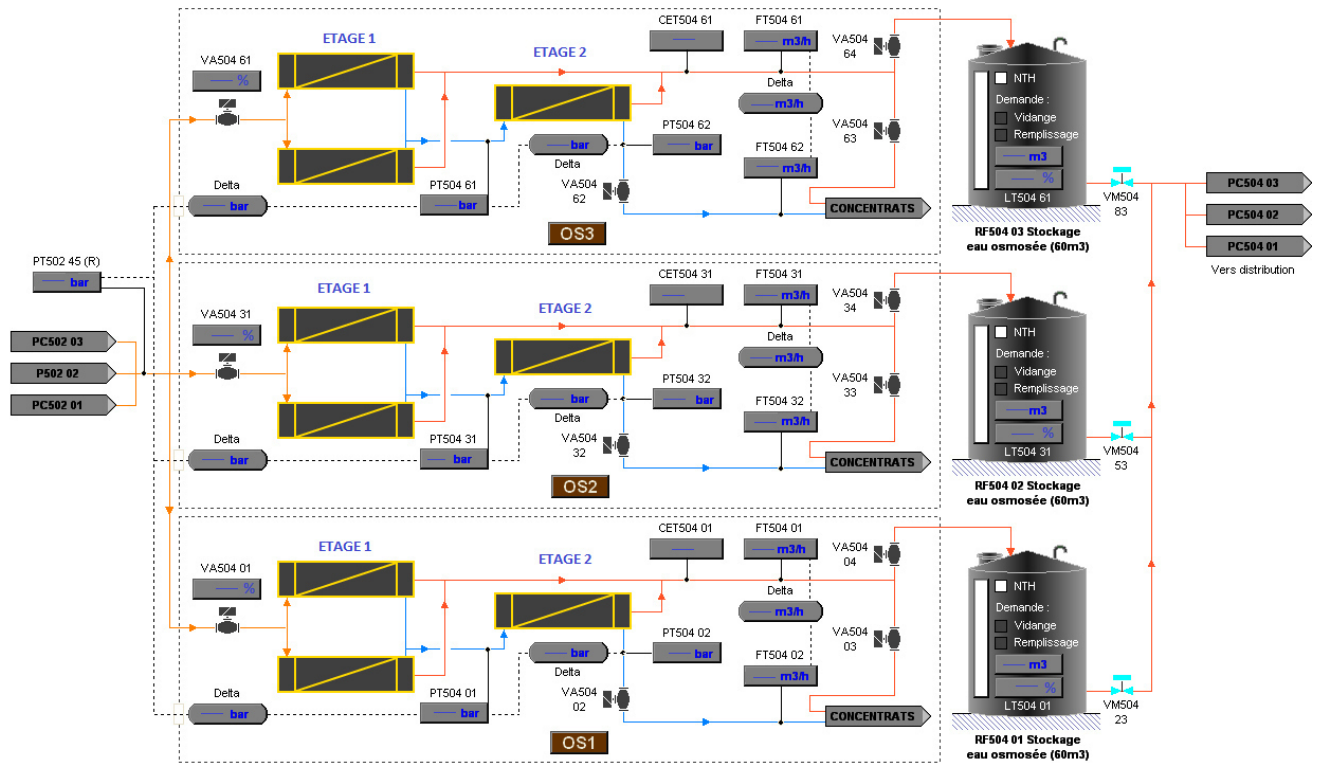 CET504 61
FT504 61
ETAGE 1
VA504
64
ETAGE 2
m3/h
VA504 61
%
NTH
Delta
Demande :
m3/h
Vidange
Remplissage
bar
PT504 62
bar
VA504
63
FT504 62
m3/h
m3
%
Delta
Delta
PT504 61
VA504
62
LT504 61
VM504
83
bar
bar
CONCENTRATS
OS3
RF504 03 Stockage
eau osmosée (60m3)
PC504 03
PC504 02
PC504 01
Vers distribution
PT502 45 (R)
bar
CET504 31
FT504 31
ETAGE 1
VA504
34
ETAGE 2
m3/h
VA504 31
%
NTH
PC502 03
P502 02
PC502 01
Delta
Demande :
m3/h
Vidange
Remplissage
bar
PT504 32
bar
VA504
33
FT504 32
m3/h
m3
%
Delta
Delta
PT504 31
VA504
32
LT504 31
VM504
53
bar
bar
CONCENTRATS
OS2
RF504 02 Stockage
eau osmosée (60m3)
CET504 01
FT504 01
ETAGE 1
VA504
04
ETAGE 2
m3/h
VA504 01
%
NTH
Delta
Demande :
m3/h
Vidange
Remplissage
bar
PT504 02
bar
VA504
03
FT504 02
m3/h
m3
%
Delta
Delta
PT504 01
VA504
02
LT504 01
VM504
23
bar
bar
CONCENTRATS
OS1
RF504 01 Stockage
eau osmosée (60m3)